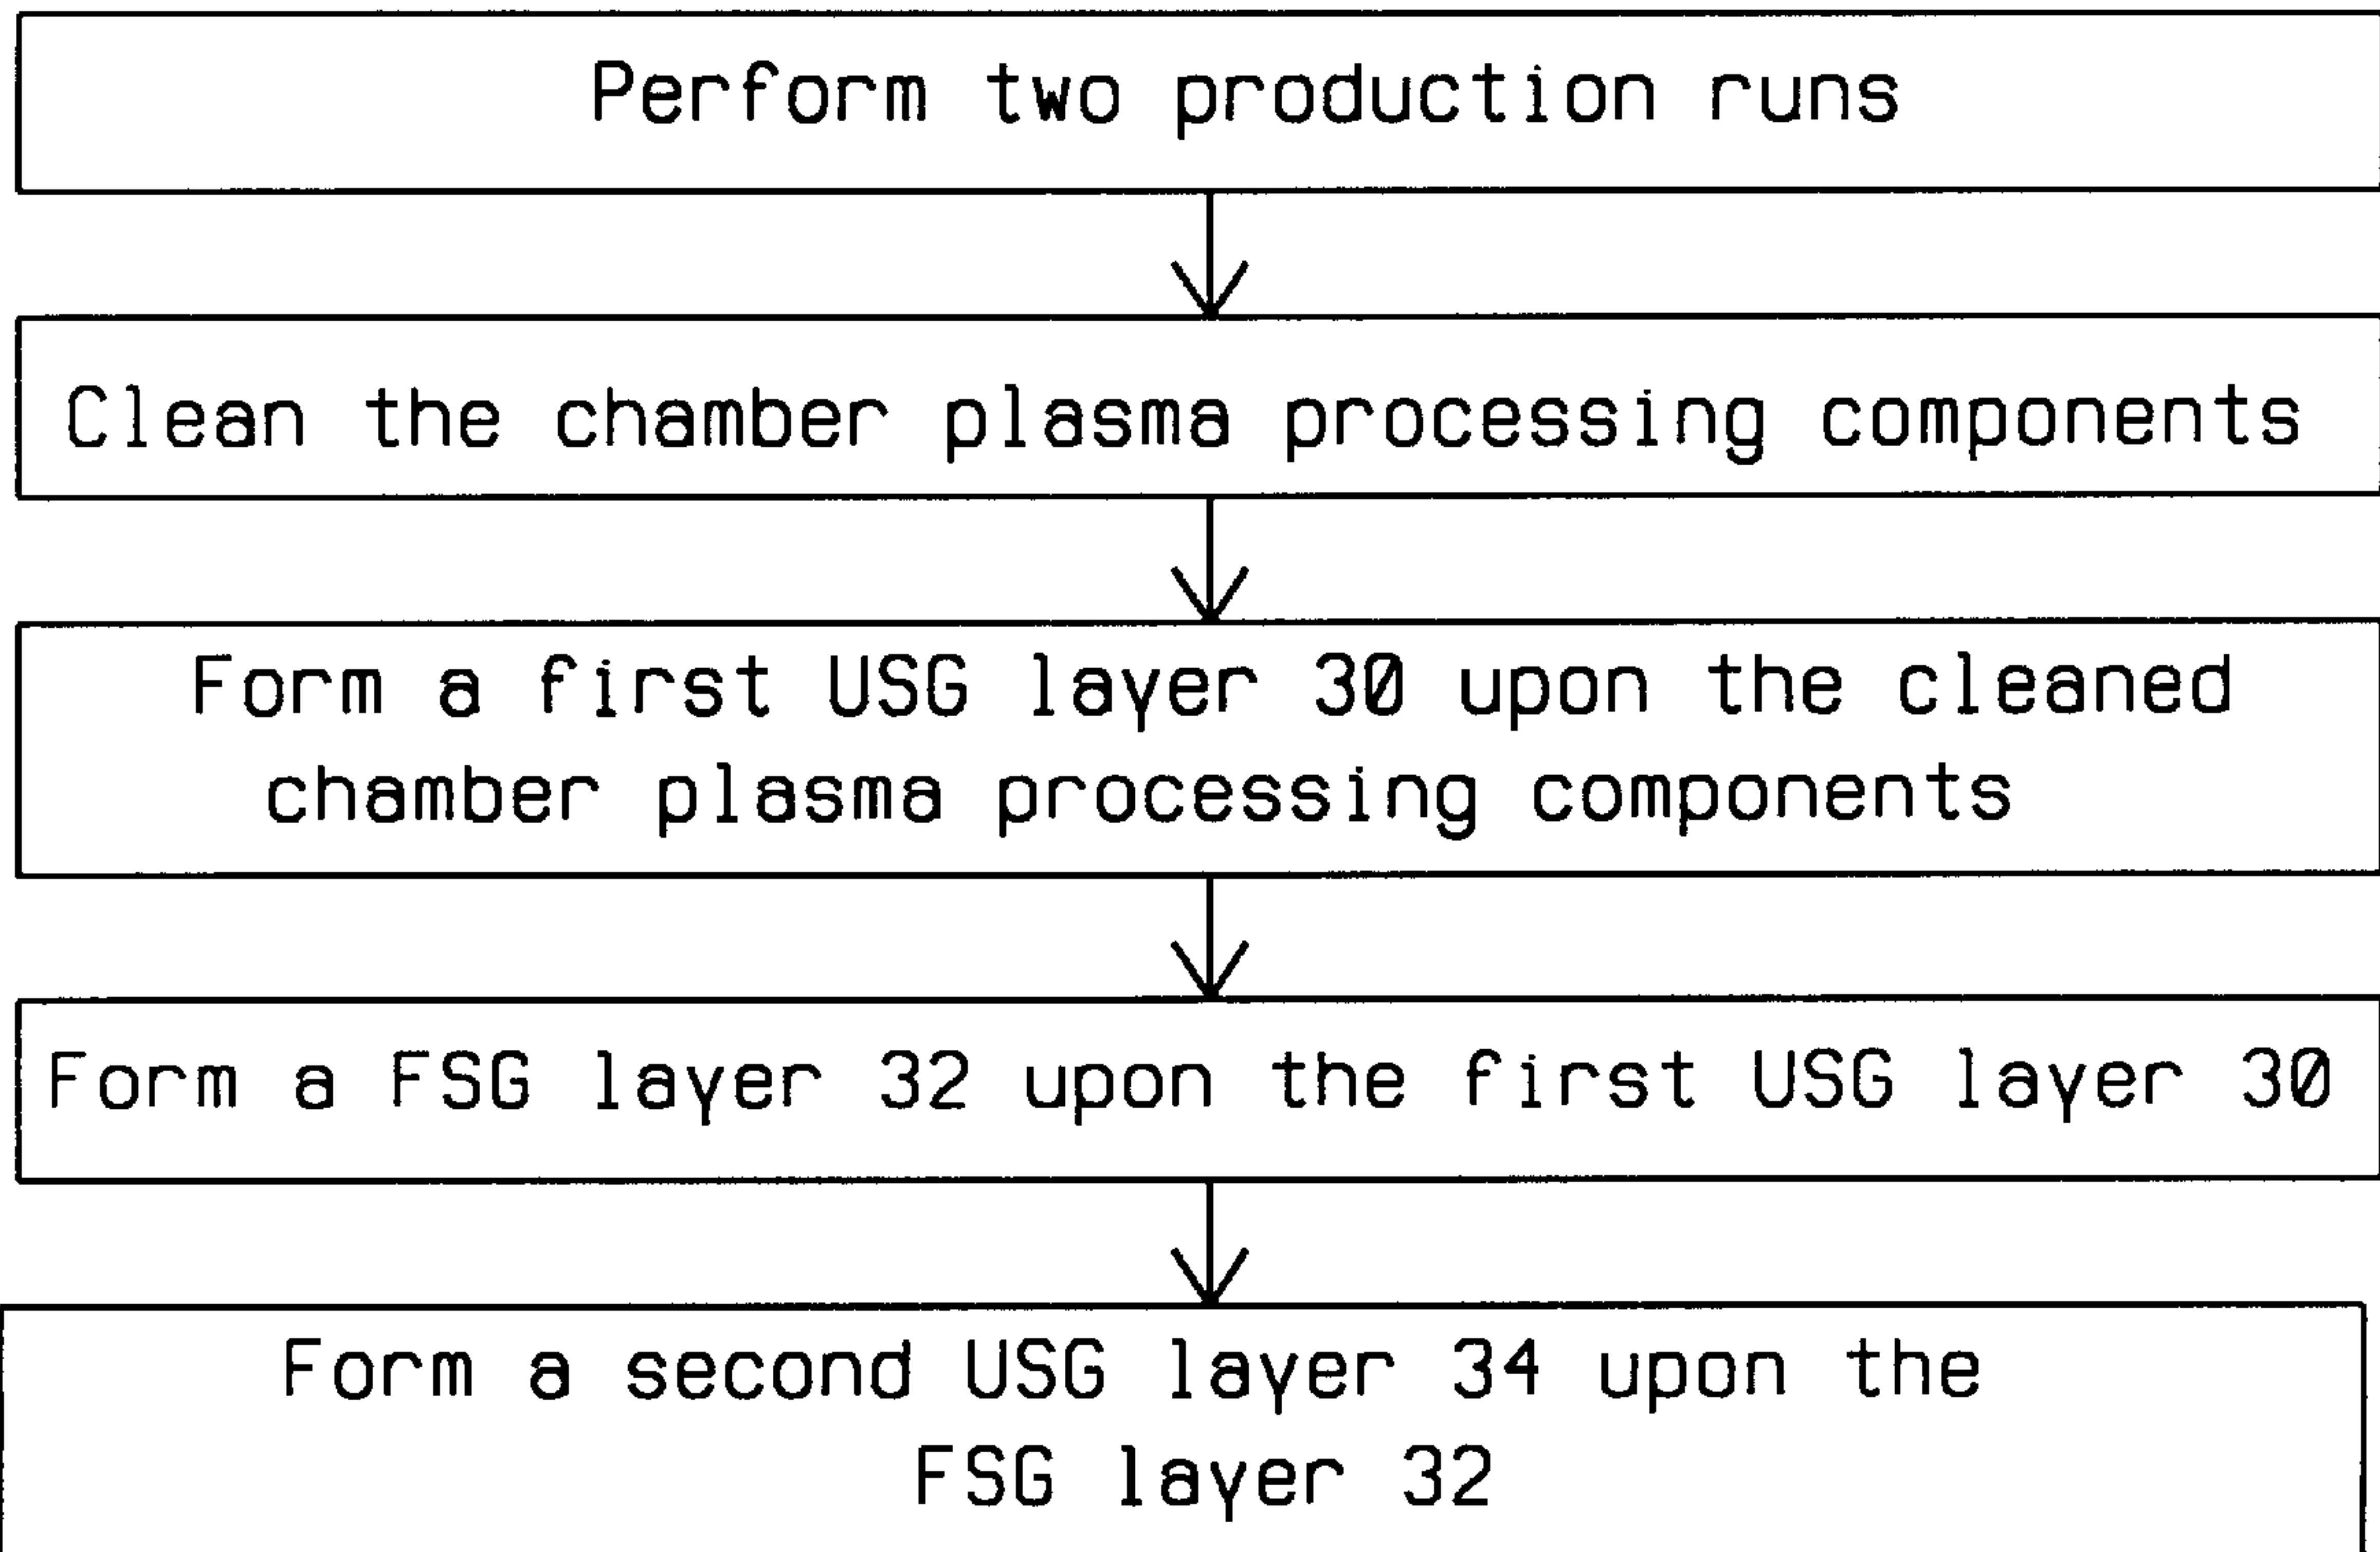 Perform two production runs
Clean the chamber plasma processing components
Form a first USG layer 30 upon the cleaned
chamber plasma processing components
Form a FSG layer 32 upon the first USG layer 30
Form a second USG layer 34 upon the
FSG layer 32